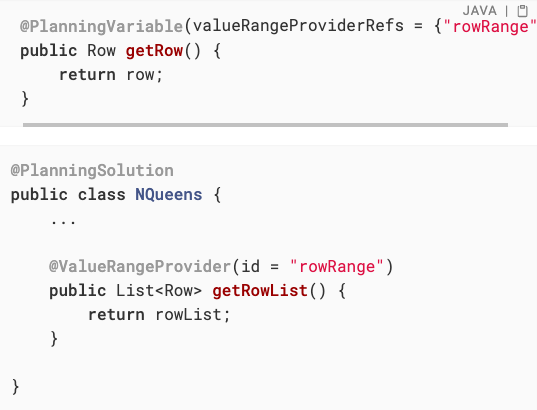 JAVA |
@PlanningVariable(valueRangeProviderRefs = {"rowRange"
public Row getRow() {
    return row;
}
@PlanningSolution
public class NQueens {
    ...
    @ValueRangeProvider(id = "rowRange")
    public List<Row> getRowList() {
        return rowList;
    }
}